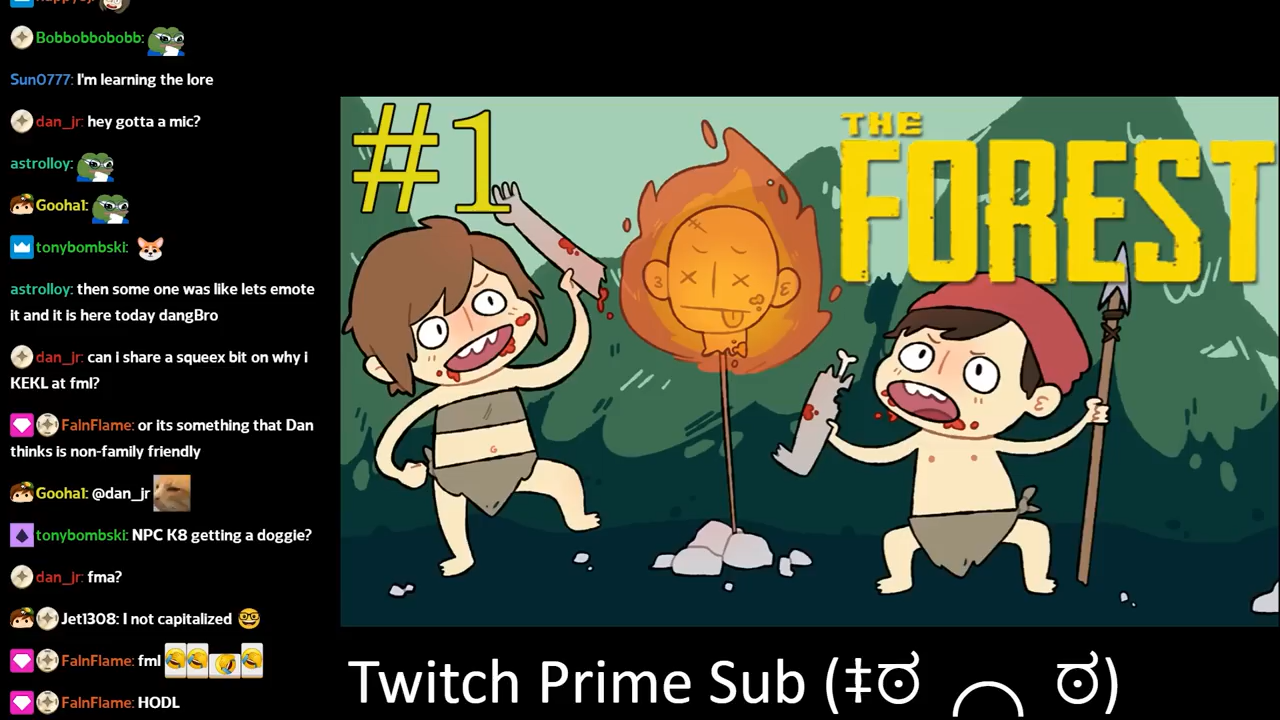 Bobbobbobobb:
Sun0777: I'm learning the lore
dan_jr: hey gotta a mic?
astrolloy:
Gooha1:
tonybombski:
astrolloy: then some one was like lets emote
it and it is here today dangBro
dan_jr: can i share a squeex bit on why i
KEKL at fml?
FalnFlame: or its something that Dan
thinks is non-family friendly
Gooha1: @dan_jr
tonybombski: NPC K8 getting a doggie?
dan_jr: fma?
Jet1308: I not capitalized
FalnFlame: fml
FalnFlame: HODL
#1
THE
FOREST
Twitch Prime Sub (‡ಠ ⁔ ಠ)